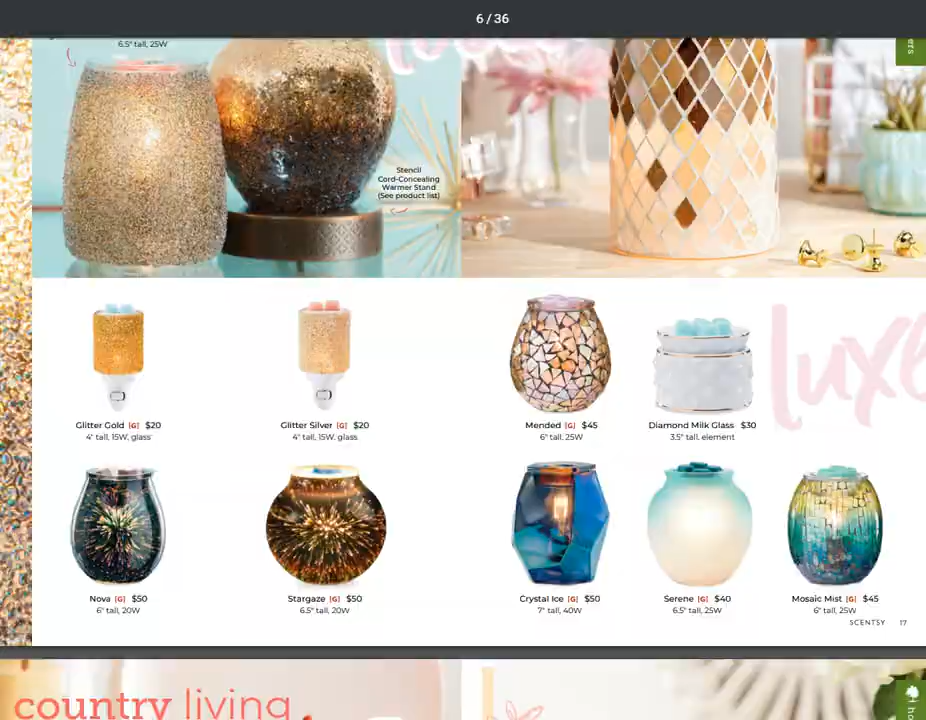 6 / 36
6.5" tall, 25W
Stencil
Cord-Concealing
Warmer Stand
(See product list)
luxe
Glitter Gold [G] $20
4" tall, 15W, glass
Glitter Silver [G] $20
4" tall, 15W, glass
Mended [G] $45
6" tall, 25W
Diamond Milk Glass $30
3.5" tall, element
Nova [G] $50
6" tall, 20W
Stargaze [G] $50
6.5" tall, 20W
Crystal Ice [G] $50
7" tall, 40W
Serene [G] $40
6.5" tall, 25W
Mosaic Mist [G] $45
6" tall, 25W
SCENTSY 17
country living